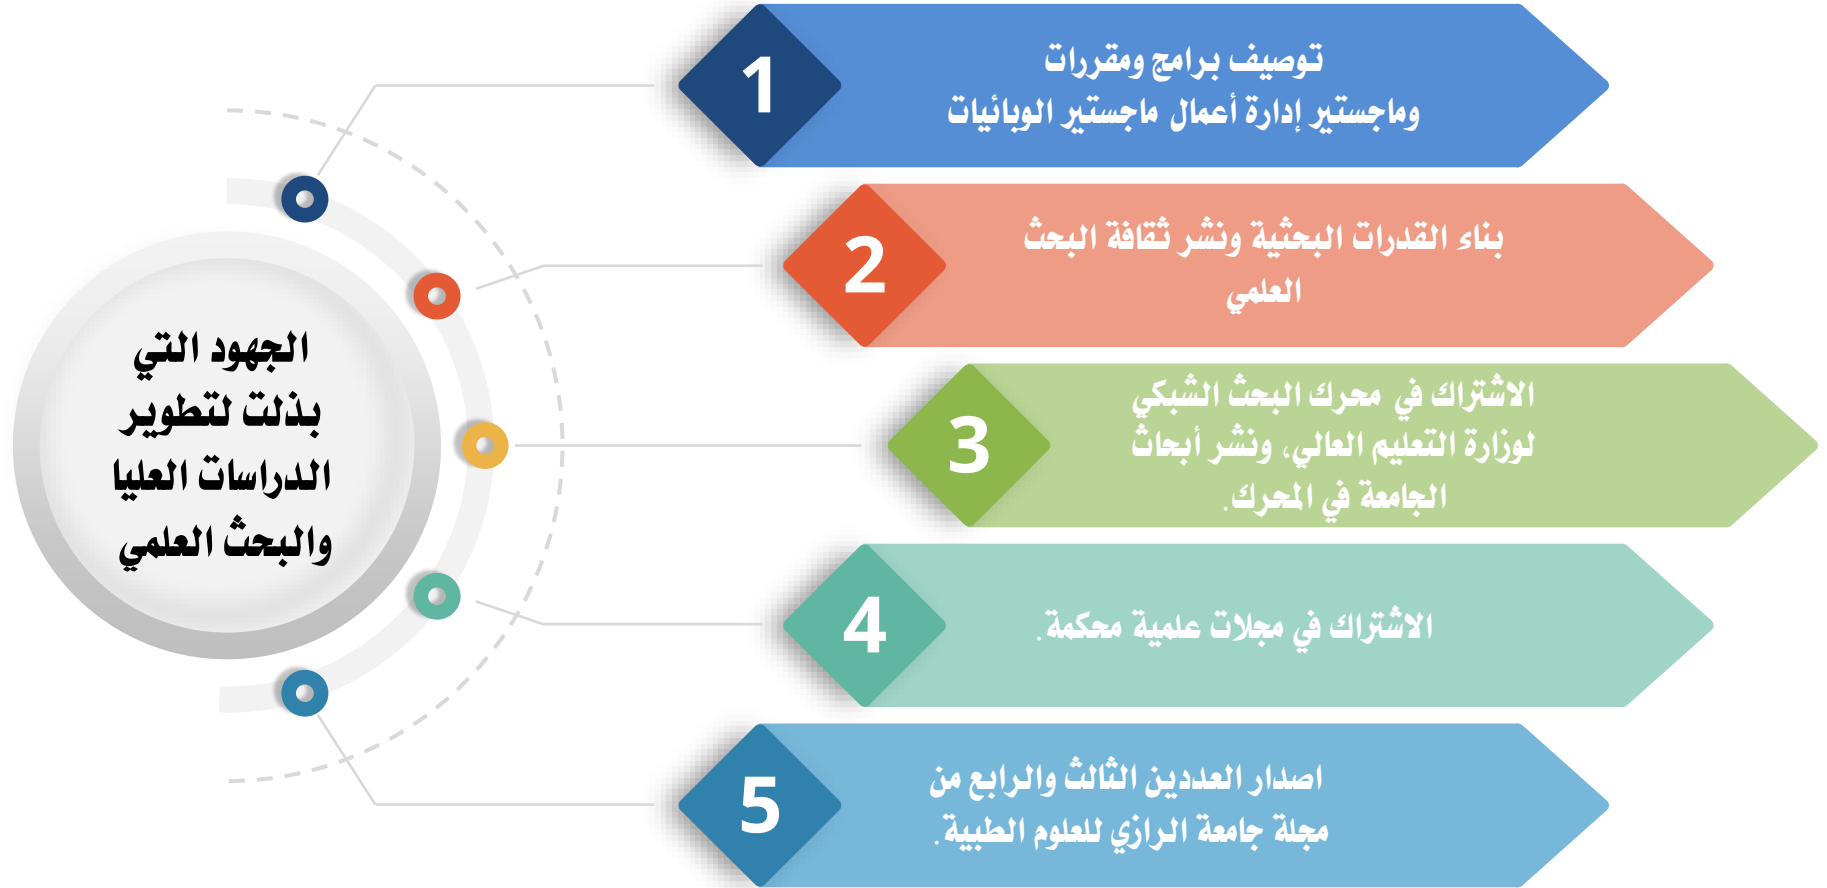 الجهود التي
بذلت لتطوير
الدراسات العليا
والبحث العلمي
1
توصيف برامج ومقررات
وماجستير إدارة أعمال ماجستير الوبائيات
2
بناء القدرات البحثية ونشر ثقافة البحث
العلمي
3
الاشتراك في محرك البحث الشبكي
لوزارة التعليم العالي، ونشر أبحاث
الجامعة في المحرك.
4
الاشتراك في مجلات علمية محكمة.
5
اصدار العددين الثالث والرابع من
مجلة جامعة الرازي للعلوم الطبية.